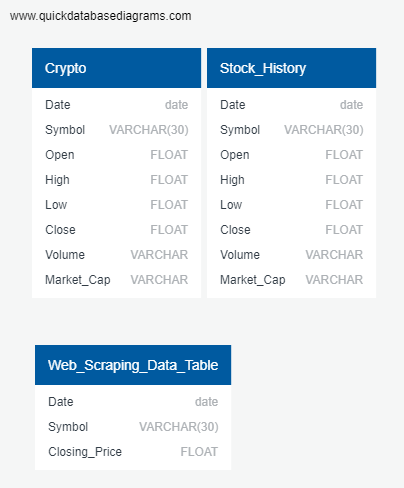 www.quickdatabasediagrams.com
Crypto
Date date
Symbol VARCHAR(30)
Open FLOAT
High FLOAT
Low FLOAT
Close FLOAT
Volume VARCHAR
Market_Cap VARCHAR
Stock_History
Date date
Symbol VARCHAR(30)
Open FLOAT
High FLOAT
Low FLOAT
Close FLOAT
Volume VARCHAR
Market_Cap VARCHAR
Web_Scraping_Data_Table
Date date
Symbol VARCHAR(30)
Closing_Price FLOAT